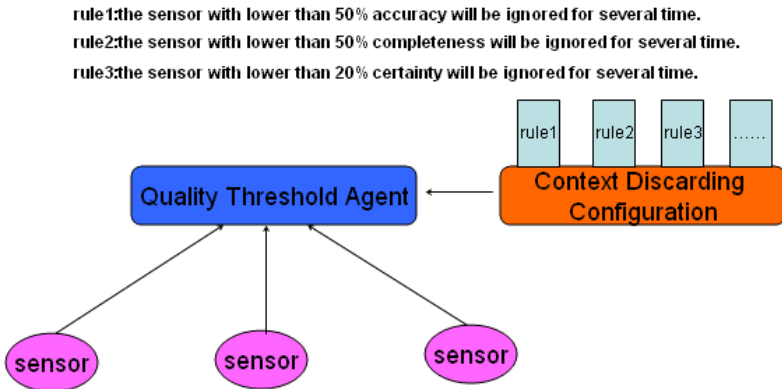 rule1:the sensor with lower than 50% accuracy will be ignored for several time.
rule2:the sensor with lower than 50% completeness will be ignored for several time.
rule3:the sensor with lower than 20% certainty will be ignored for several time.
rule1
rule2
rule3
......
Quality Threshold Agent
Context Discarding
Configuration
sensor
sensor
sensor